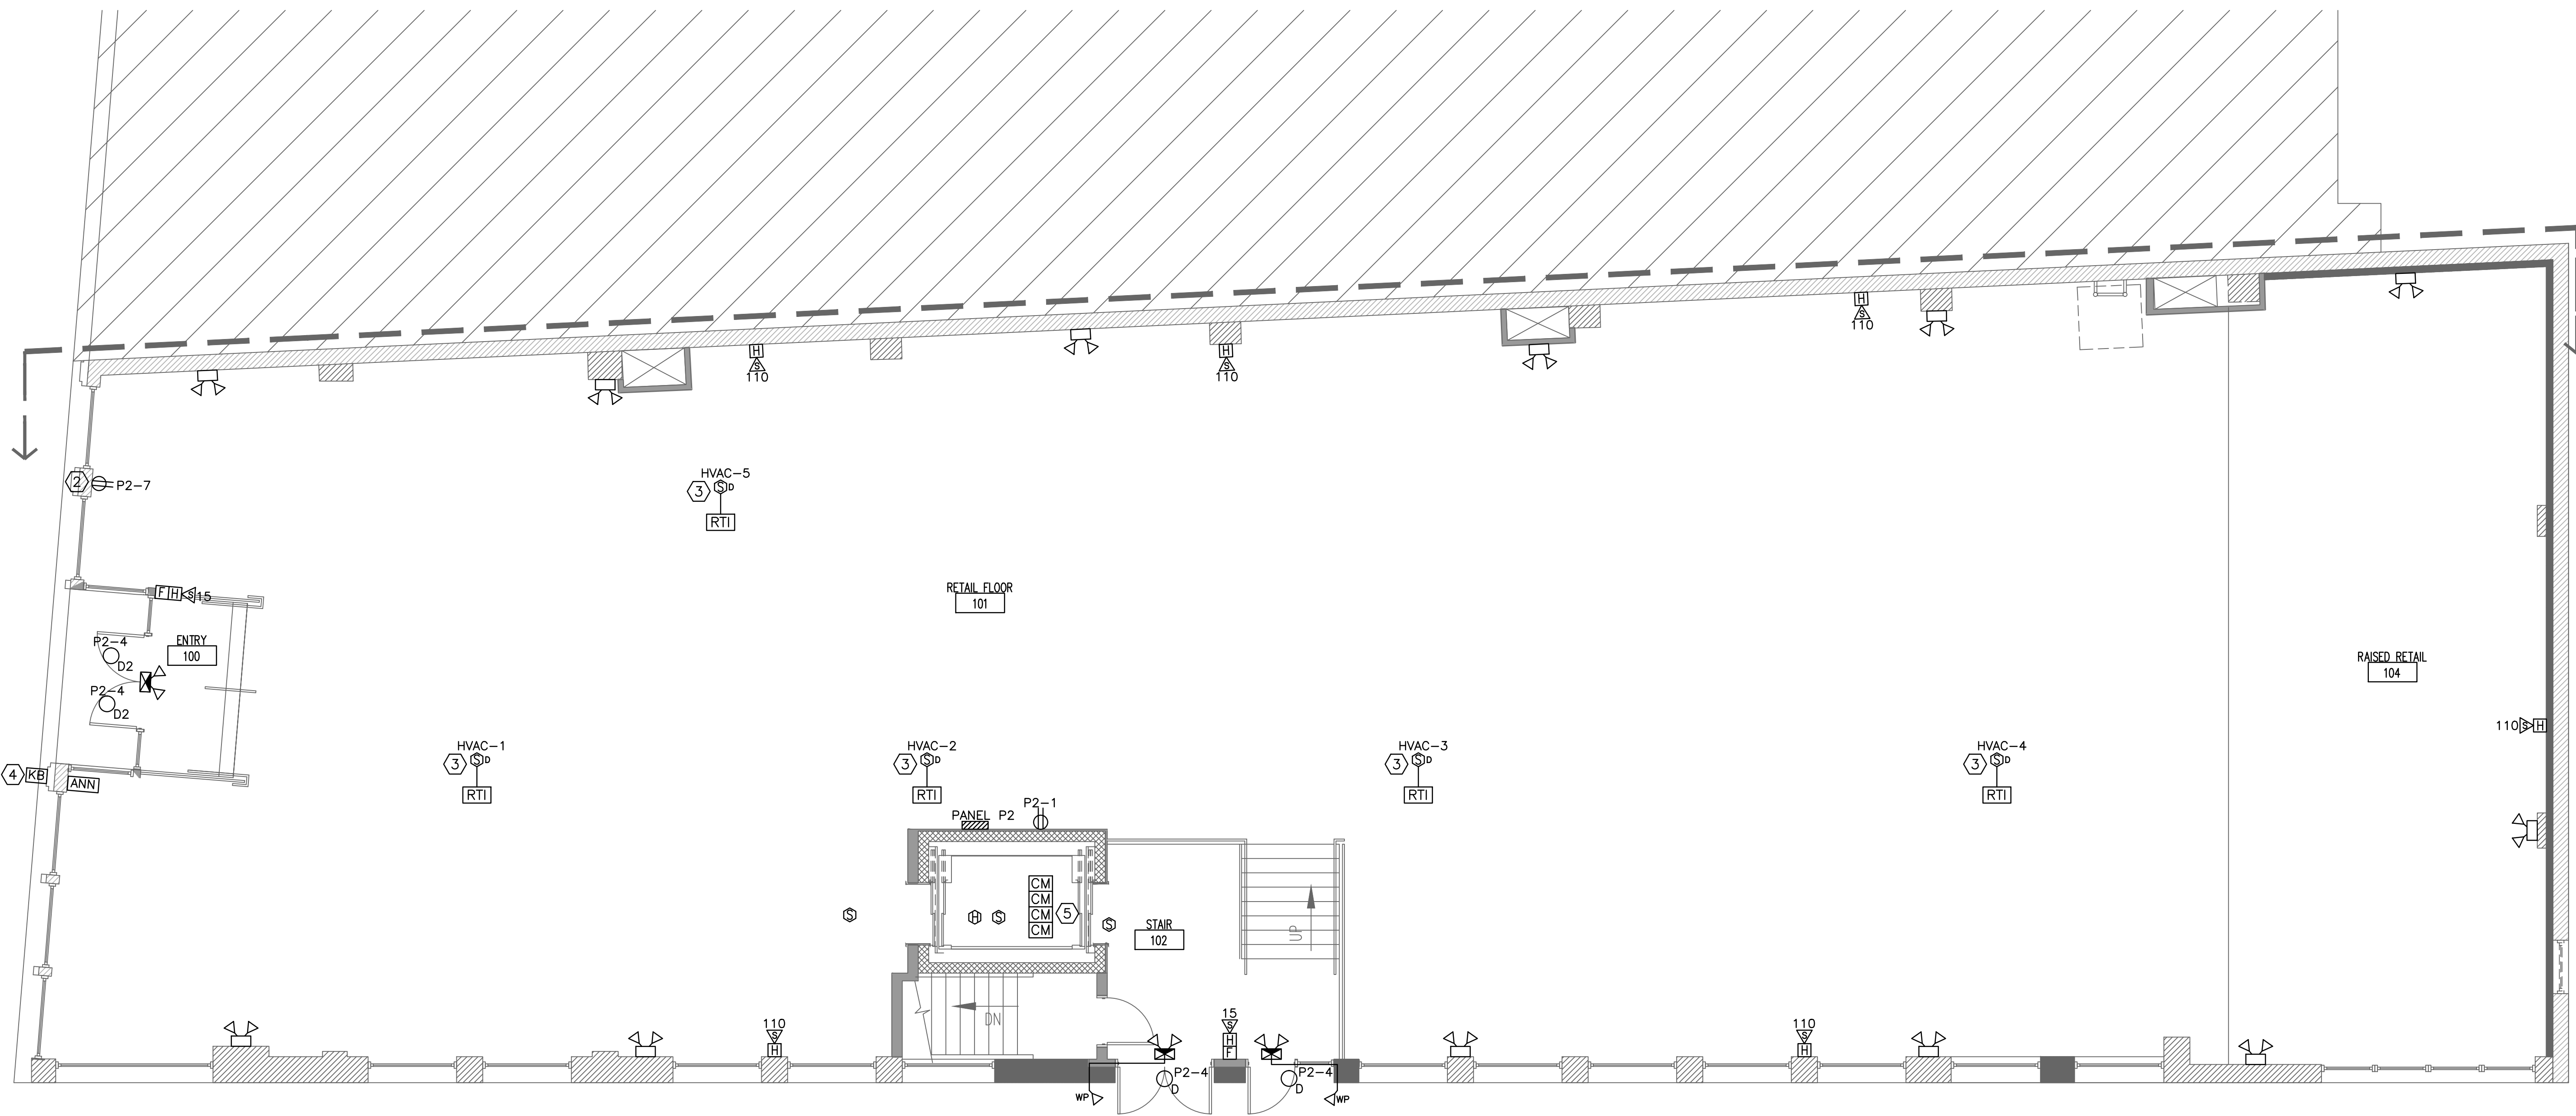 H
S
110
H
S
110
H
S
110
HVAC-5
3
S D
RTI
2
P2-7
F H S 15
RETAIL FLOOR
101
P2-4
D2
ENTRY
100
P2-4
D2
RAISED RETAIL
104
110 S H
HVAC-1
3
S D
RTI
HVAC-2
3
S D
RTI
HVAC-3
3
S D
RTI
HVAC-4
3
S D
RTI
4
KB
ANN
PANEL P2
P2-1
CM
CM
CM
CM
5
S
H
S
S
STAIR
102
UP
DN
110
S
H
15
S
H
F
110
S
H
P2-4
D
P2-4
D
WP
WP